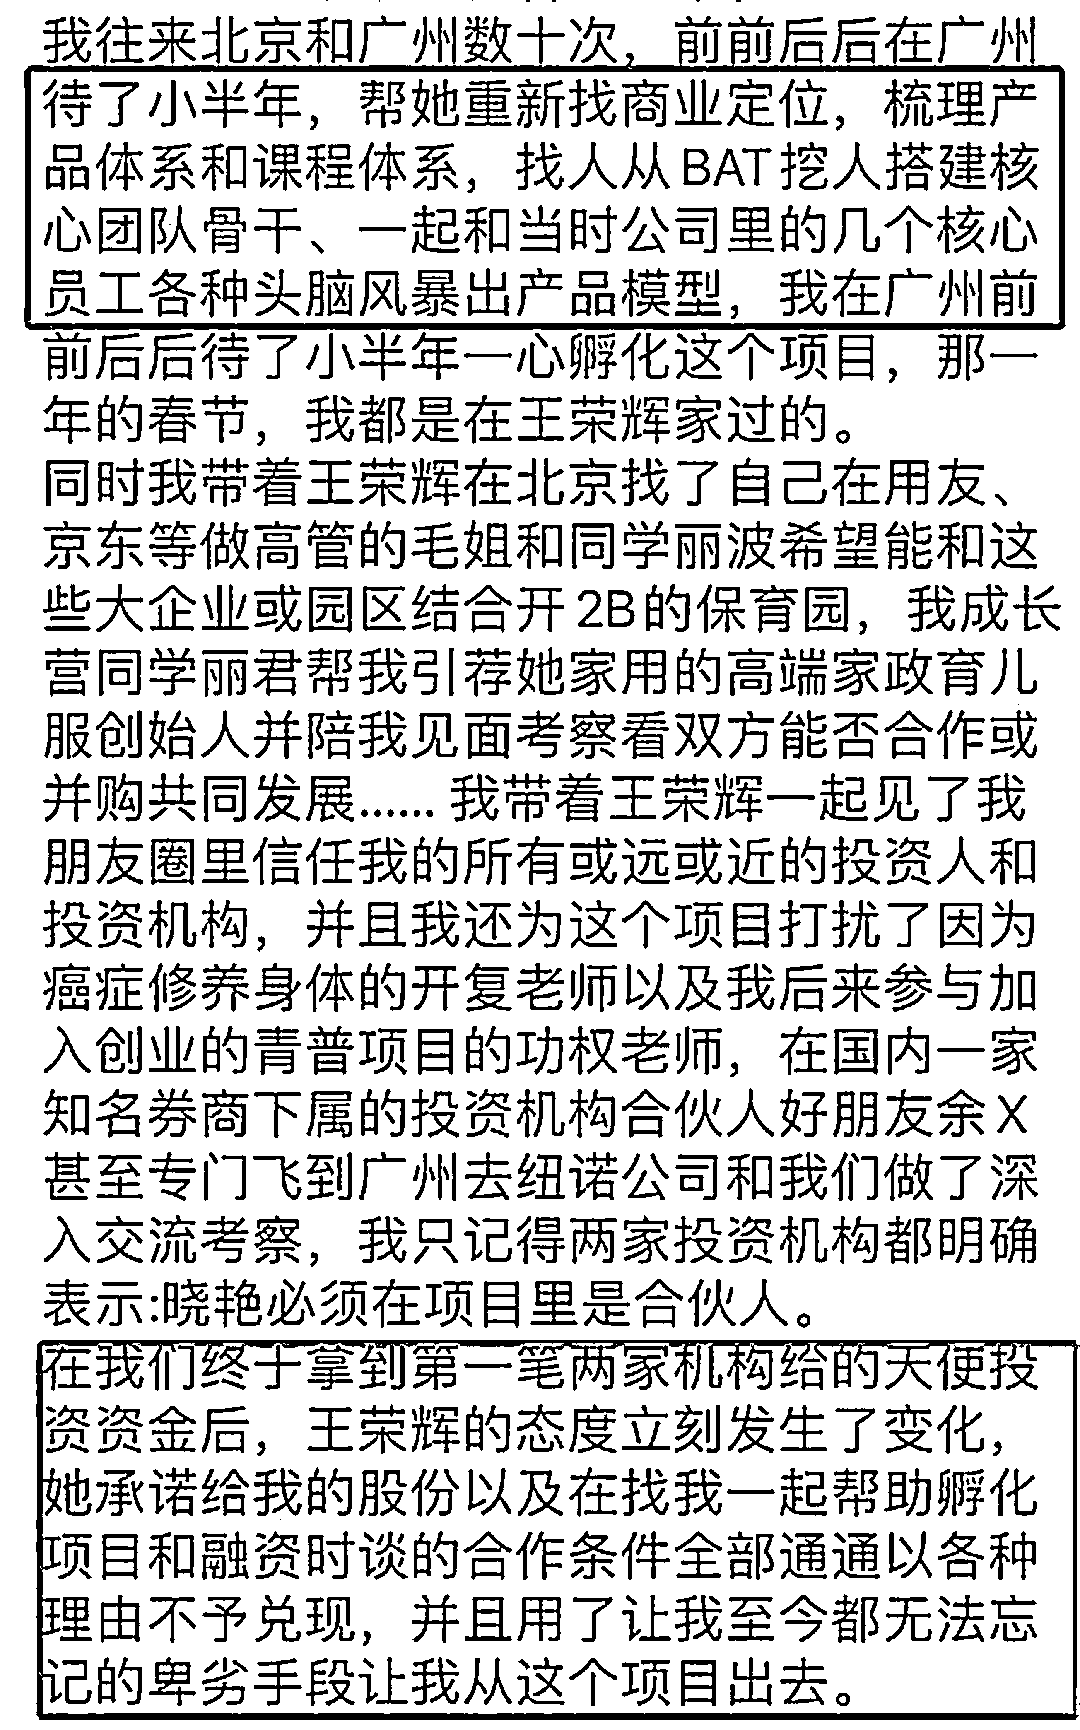 我往来北京和广州数十次，前前后后在广州
待了小半年，帮她重新找商业定位，梳理产
品体系和课程体系，找人从BAT挖人搭建核
心团队骨干、一起和当时公司里的几个核心
员工各种头脑风暴出产品模型，我在广州前
前后后待了小半年一心孵化这个项目，那一
年的春节，我都是在王荣辉家过的。
同时我带着王荣辉在北京找了自己在用友、
京东等做高管的毛姐和同学丽波希望能和这
些大企业或园区结合开2B的保育园，我成长
营同学丽君帮我引荐她家用的高端家政育儿
服创始人并陪我见面考察看双方能否合作或
并购共同发展...... 我带着王荣辉一起见了我
朋友圈里信任我的所有或远或近的投资人和
投资机构，并且我还为这个项目打扰了因为
癌症修养身体的开复老师以及我后来参与加
入创业的青普项目的功权老师，在国内一家
知名券商下属的投资机构合伙人好朋友余X
甚至专门飞到广州去纽诺公司和我们做了深
入交流考察，我只记得两家投资机构都明确
表示:晓艳必须在项目里是合伙人。
在我们终于拿到第一笔两家机构给的天使投
资资金后，王荣辉的态度立刻发生了变化，
她承诺给我的股份以及在找我一起帮助孵化
项目和融资时谈的合作条件全部通通以各种
理由不予兑现，并且用了让我至今都无法忘
记的卑劣手段让我从这个项目出去。